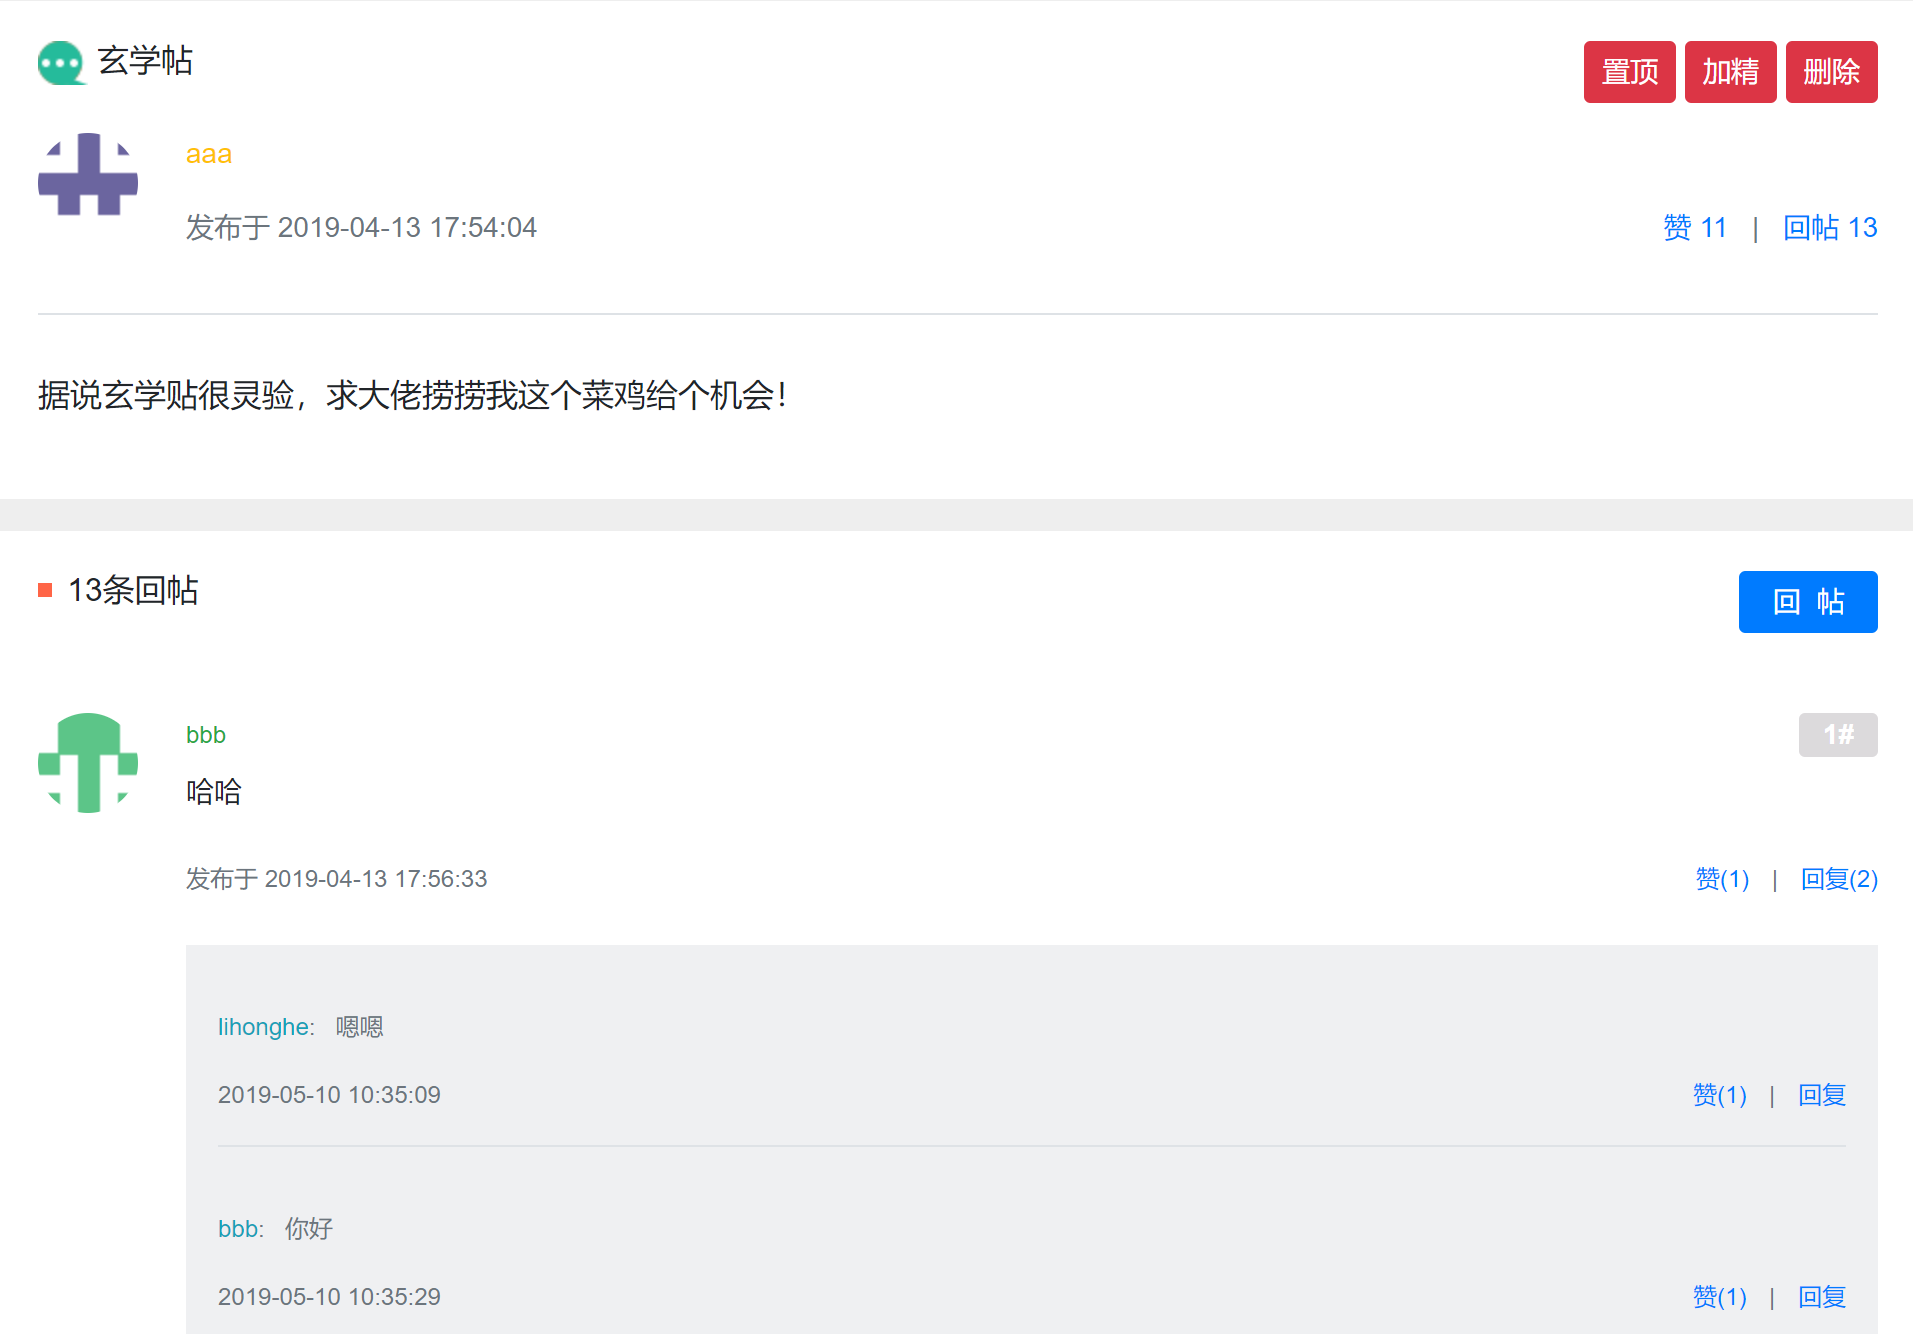 玄学帖
置顶 加精 删除
aaa
发布于 2019-04-13 17:54:04
赞 11 | 回帖 13
据说玄学贴很灵验，求大佬捞捞我这个菜鸡给个机会！
13条回帖
回 帖
bbb
1#
哈哈
发布于 2019-04-13 17:56:33
赞(1) | 回复(2)
lihonghe: 嗯嗯
2019-05-10 10:35:09
赞(1) | 回复
bbb: 你好
2019-05-10 10:35:29
赞(1) | 回复